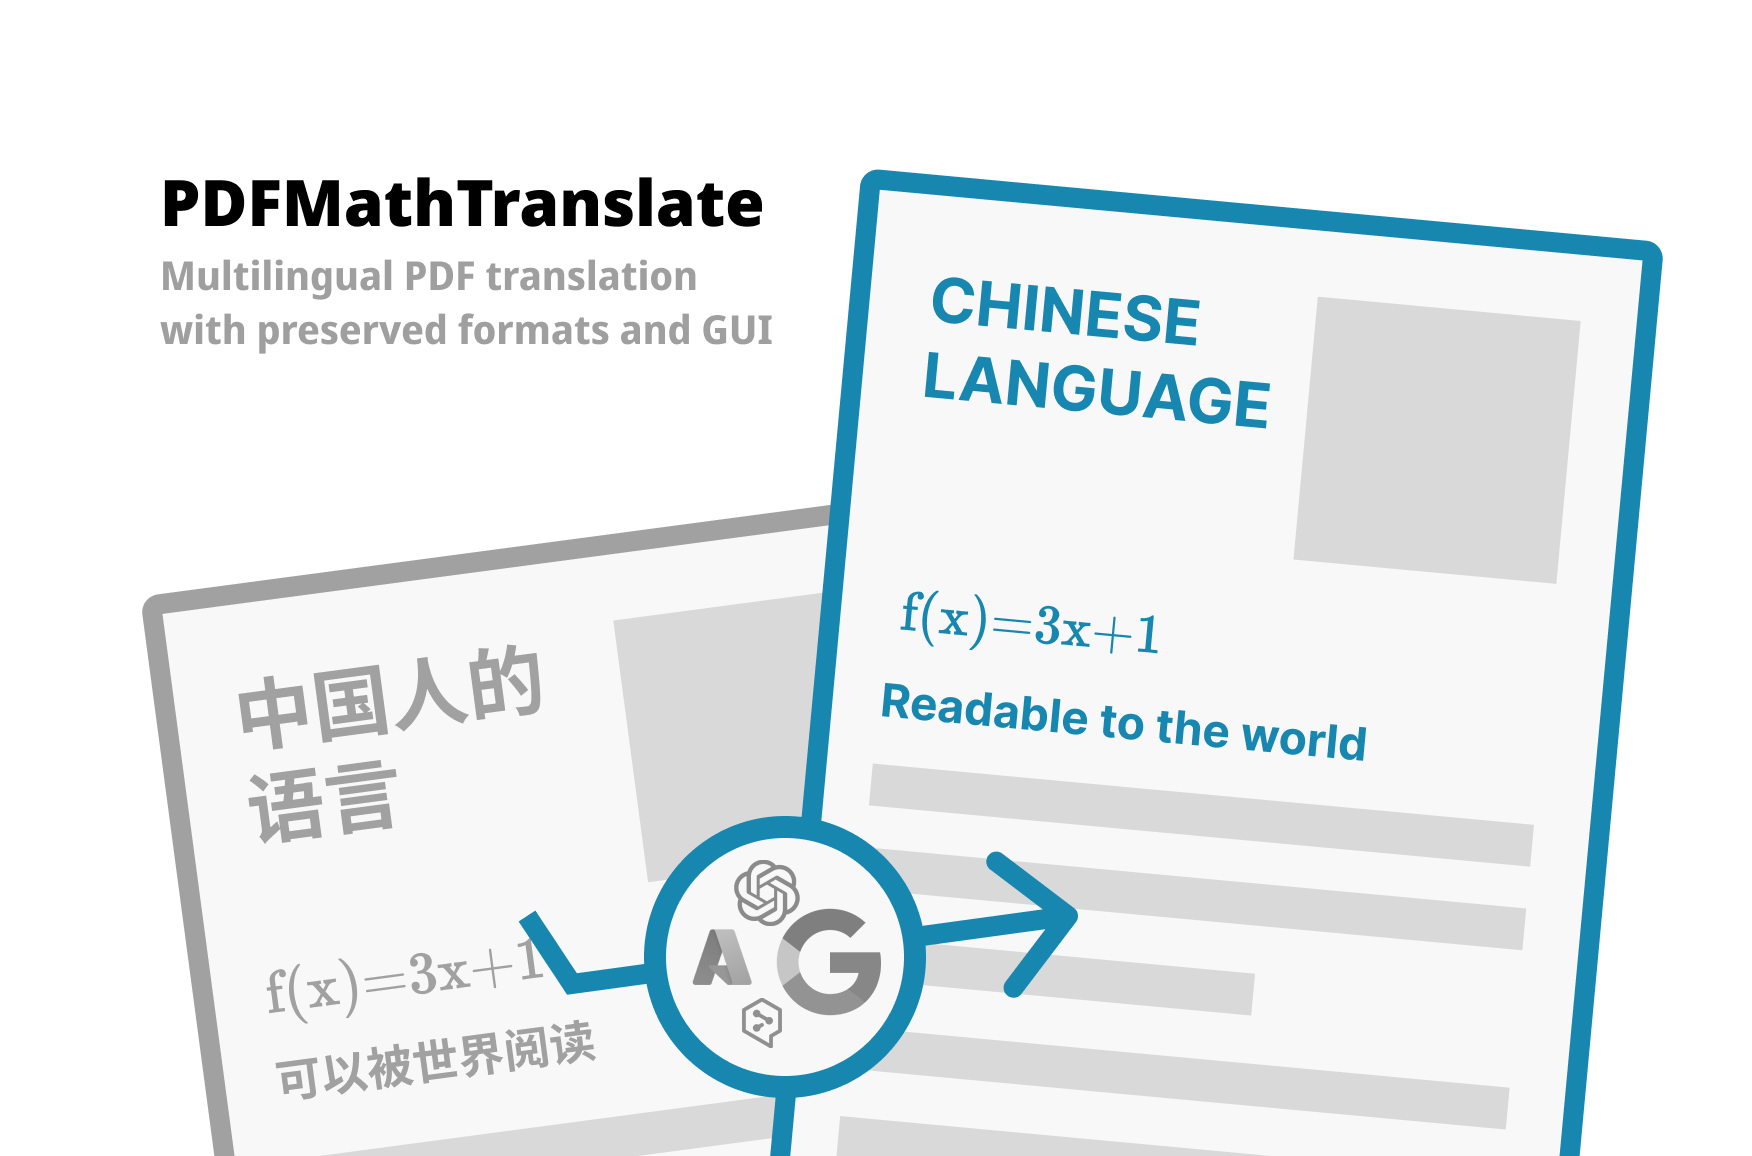 PDFMathTranslate
Multilingual PDF translation
with preserved formats and GUI
CHINESE
LANGUAGE
f(x)=3x+1
Readable to the world
中国人的
语言
f(x)=3x+1
可以被世界阅读